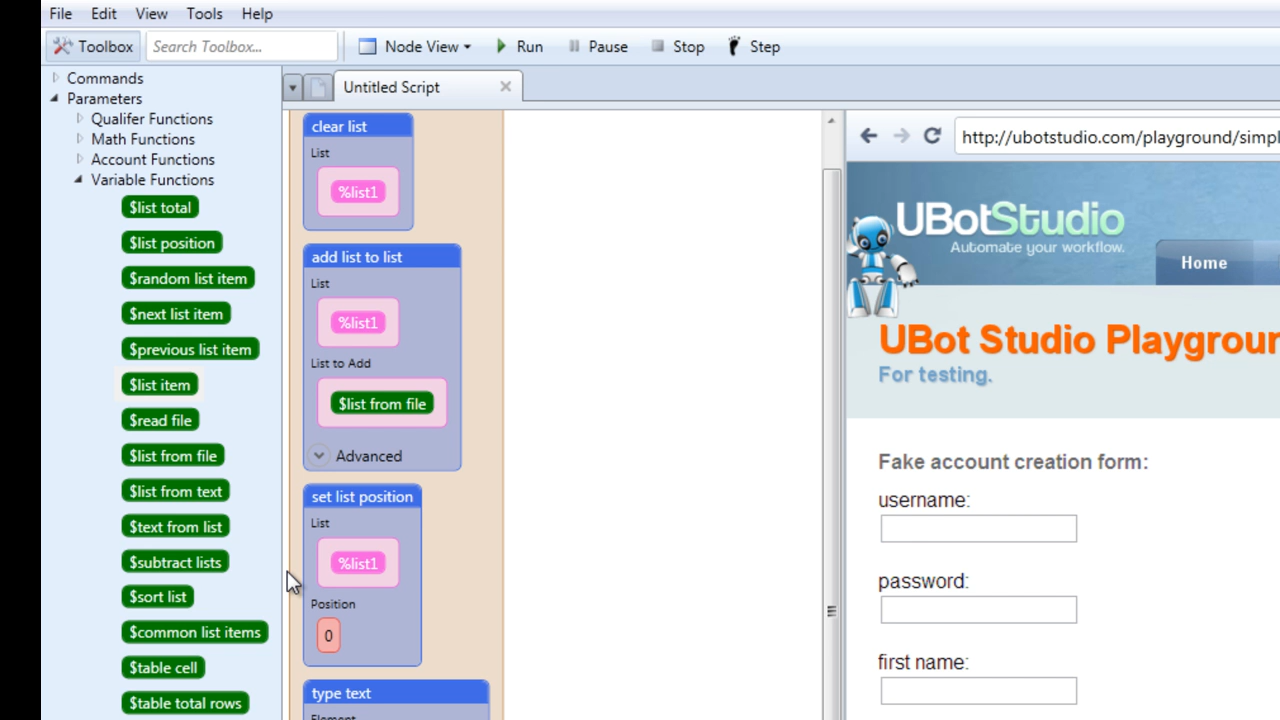 File Edit View Tools Help
Toolbox Search Toolbox... Node View Run Pause Stop Step
Commands
Parameters
Qualifer Functions
Math Functions
Account Functions
Variable Functions
$list total
$list position
$random list item
$next list item
$previous list item
$list item
$read file
$list from file
$list from text
$text from list
$subtract lists
$sort list
$common list items
$table cell
$table total rows
Untitled Script
clear list
List
%list1
add list to list
List
%list1
List to Add
$list from file
Advanced
set list position
List
%list1
Position
0
type text
Element
http://ubotstudio.com/playground/simpl
UBotStudio
Automate your workflow.
Home
UBot Studio Playgroun
For testing.
Fake account creation form:
username:
password:
first name: